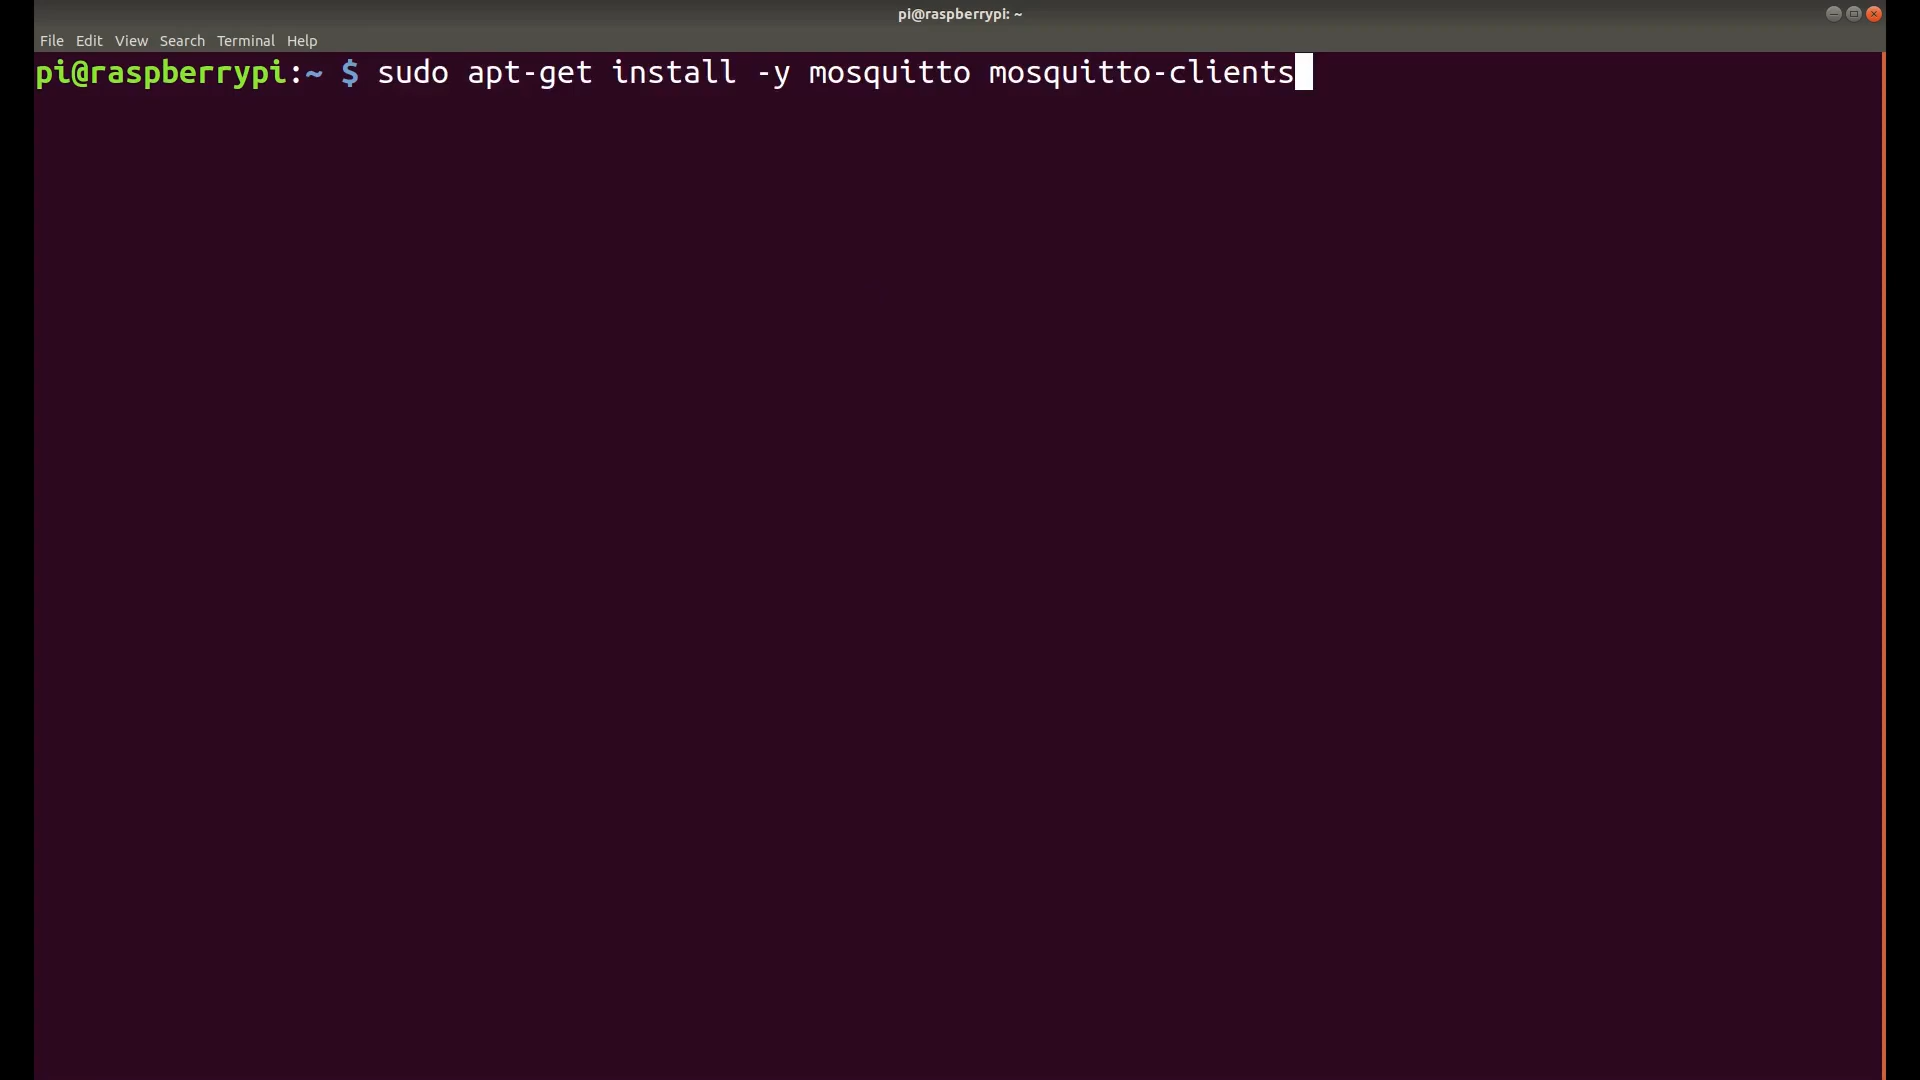 pi@raspberrypi: ~
File Edit View Search Terminal Help
pi@raspberrypi:~ $ sudo apt-get install -y mosquitto mosquitto-clients